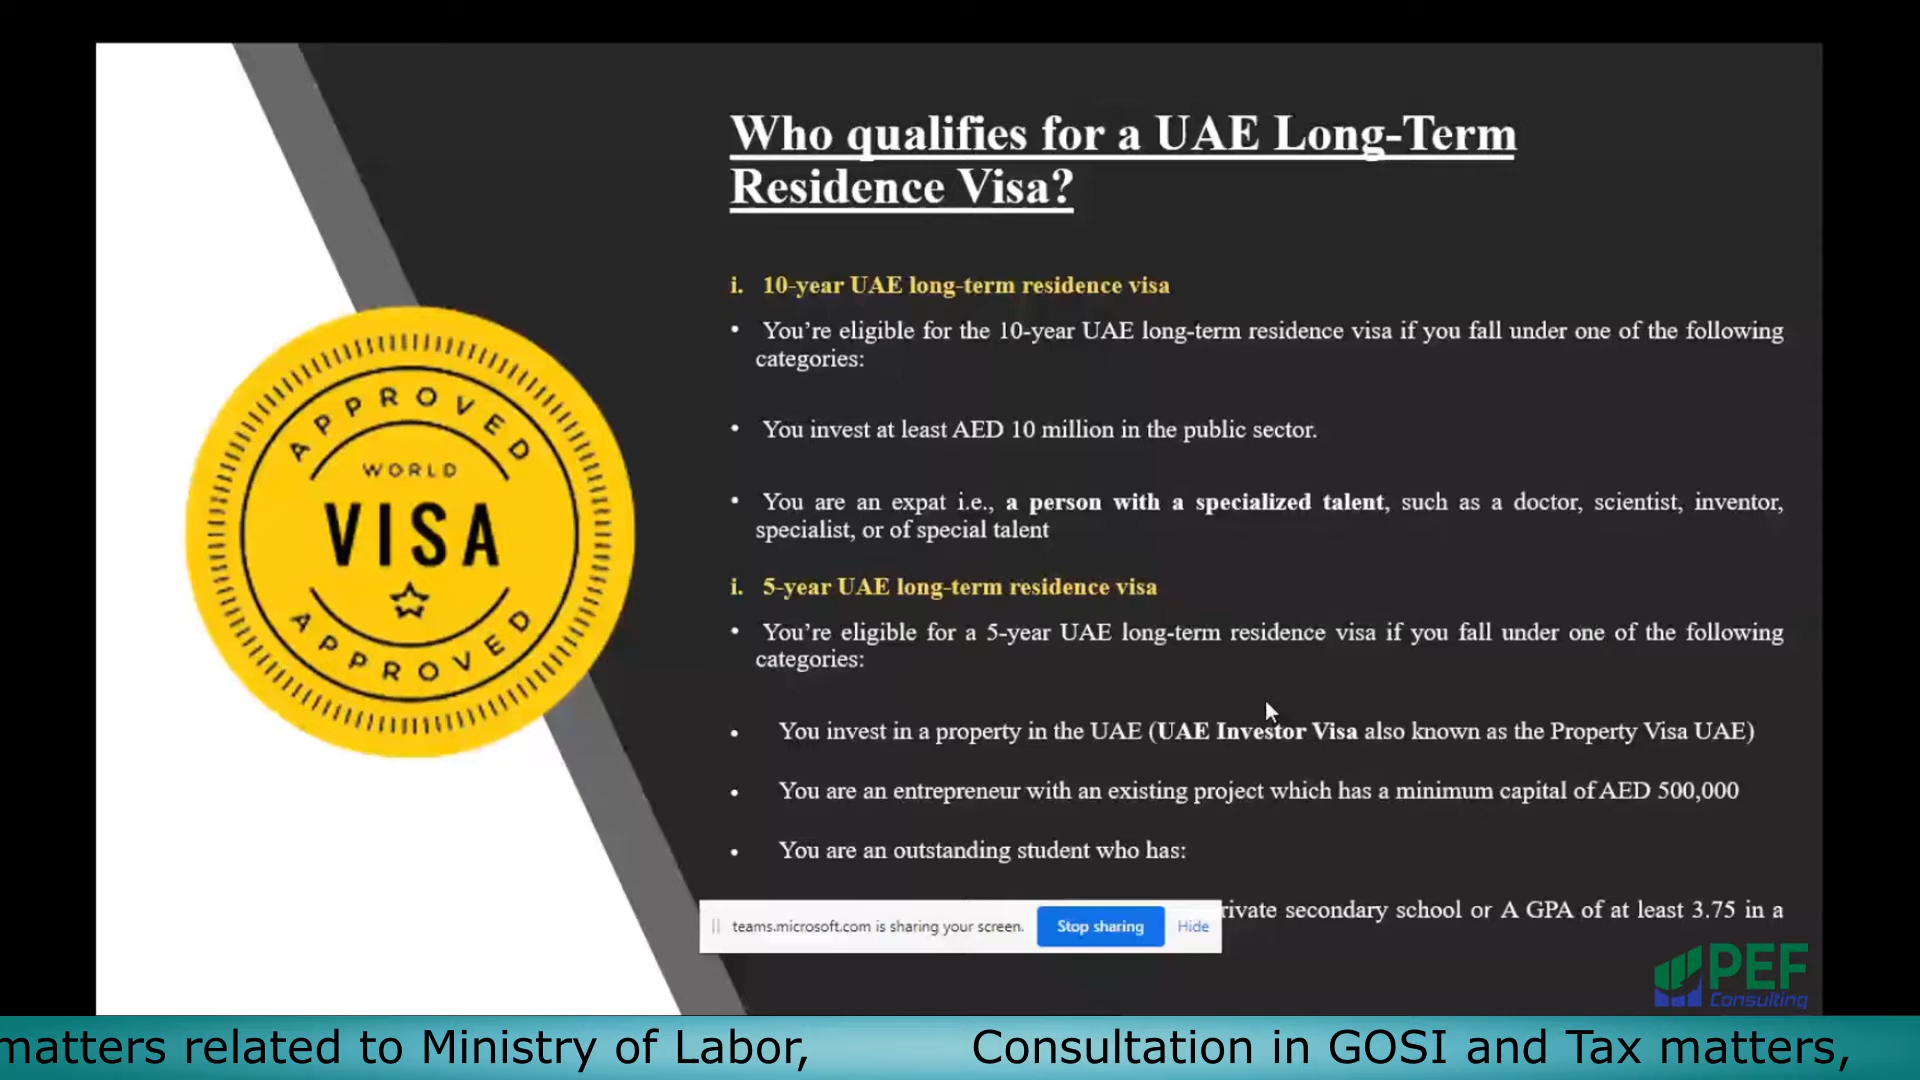 Who qualifies for a UAE Long-Term
Residence Visa?
i. 10-year UAE long-term residence visa
• You’re eligible for the 10-year UAE long-term residence visa if you fall under one of the following
categories:
• You invest at least AED 10 million in the public sector.
• You are an expat i.e., a person with a specialized talent, such as a doctor, scientist, inventor,
specialist, or of special talent
i. 5-year UAE long-term residence visa
• You’re eligible for a 5-year UAE long-term residence visa if you fall under one of the following
categories:
• You invest in a property in the UAE (UAE Investor Visa also known as the Property Visa UAE)
• You are an entrepreneur with an existing project which has a minimum capital of AED 500,000
• You are an outstanding student who has:
secondary school or A GPA of at least 3.75 in a
APPROVED
WORLD
VISA
APPROVED
teams.microsoft.com is sharing your screen.
Stop sharing
Hide
PEF
Consulting
matters related to Ministry of Labor, Consultation in GOSI and Tax matters,